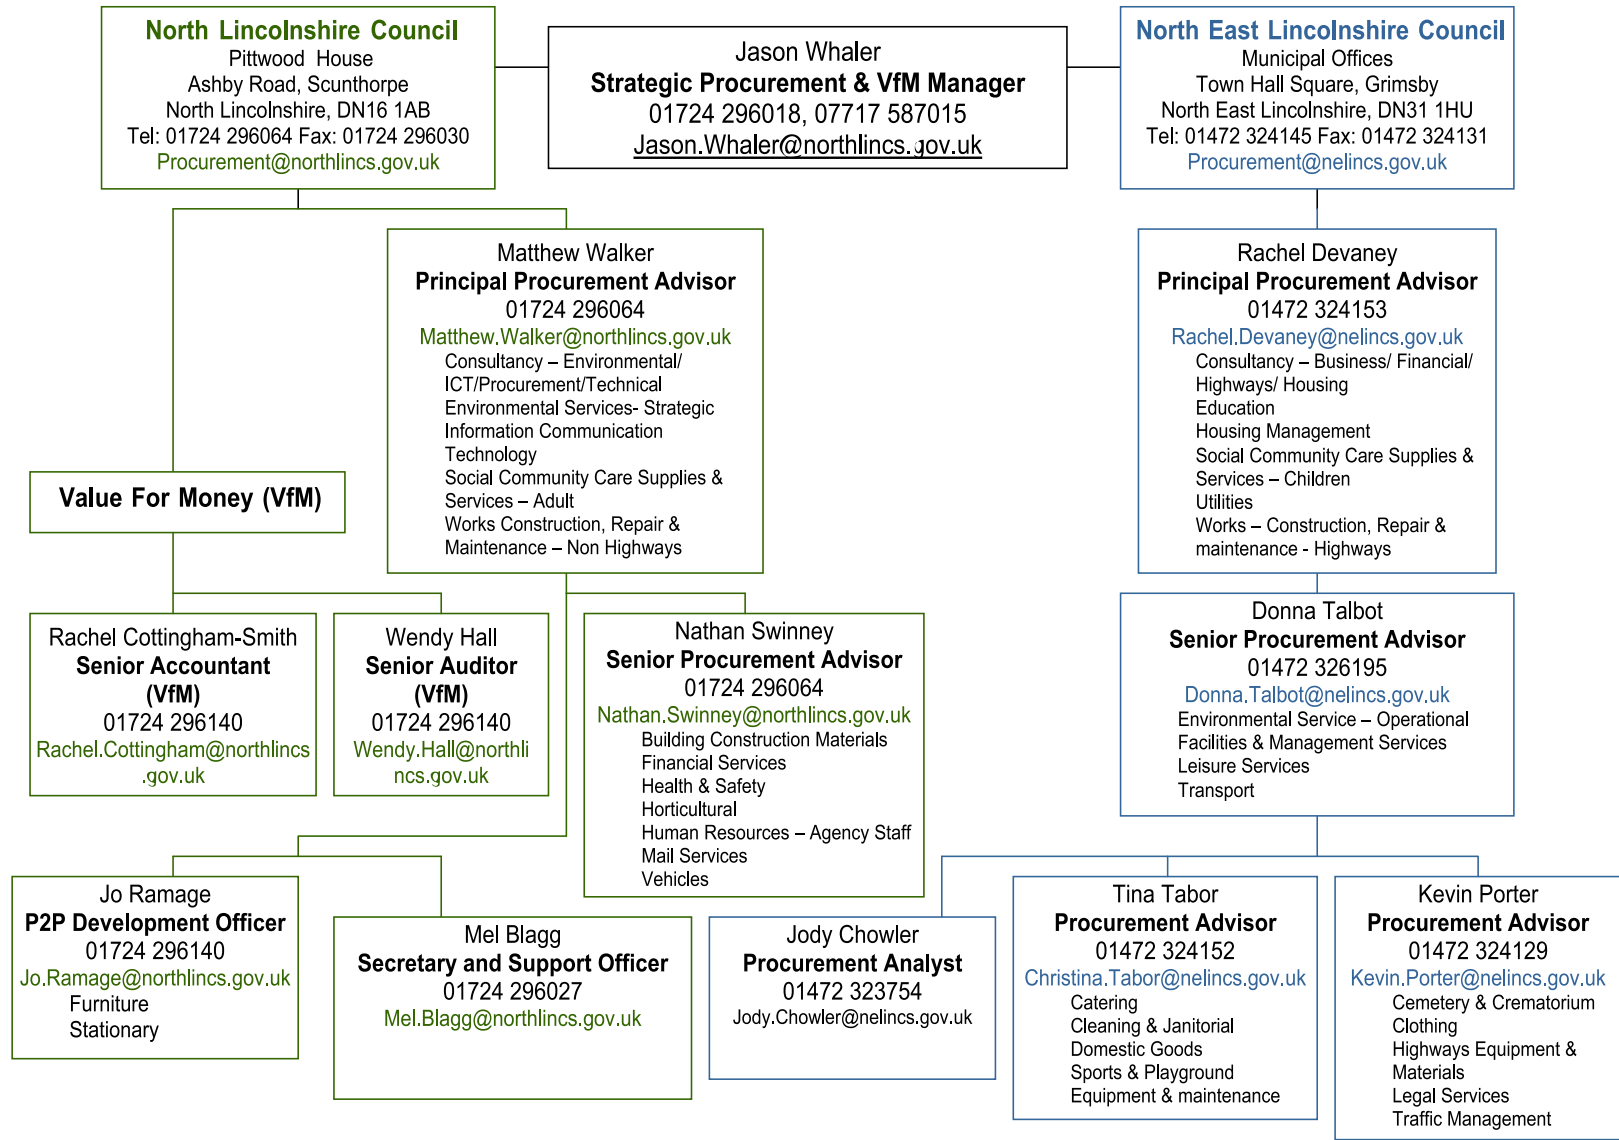 North Lincolnshire Council
Pittwood House
Ashby Road, Scunthorpe
North Lincolnshire, DN16 1AB
Tel: 01724 296064 Fax: 01724 296030
Procurement@northlincs.gov.uk
Jason Whaler
Strategic Procurement & VfM Manager
01724 296018, 07717 587015
Jason.Whaler@northlincs.gov.uk
North East Lincolnshire Council
Municipal Offices
Town Hall Square, Grimsby
North East Lincolnshire, DN31 1HU
Tel: 01472 324145 Fax: 01472 324131
Procurement@nelincs.gov.uk
Matthew Walker
Principal Procurement Advisor
01724 296064
Matthew.Walker@northlincs.gov.uk
Consultancy – Environmental/
ICT/Procurement/Technical
Environmental Services- Strategic
Information Communication
Technology
Social Community Care Supplies &
Services – Adult
Works Construction, Repair &
Maintenance – Non Highways
Rachel Devaney
Principal Procurement Advisor
01472 324153
Rachel.Devaney@nelincs.gov.uk
Consultancy – Business/ Financial/
Highways/ Housing
Education
Housing Management
Social Community Care Supplies &
Services – Children
Utilities
Works – Construction, Repair &
maintenance - Highways
Value For Money (VfM)
Rachel Cottingham-Smith
Senior Accountant
(VfM)
01724 296140
Rachel.Cottingham@northlincs
.gov.uk
Wendy Hall
Senior Auditor
(VfM)
01724 296140
Wendy.Hall@northli
ncs.gov.uk
Nathan Swinney
Senior Procurement Advisor
01724 296064
Nathan.Swinney@northlincs.gov.uk
Building Construction Materials
Financial Services
Health & Safety
Horticultural
Human Resources – Agency Staff
Mail Services
Vehicles
Donna Talbot
Senior Procurement Advisor
01472 326195
Donna.Talbot@nelincs.gov.uk
Environmental Service – Operational
Facilities & Management Services
Leisure Services
Transport
Jo Ramage
P2P Development Officer
01724 296140
Jo.Ramage@northlincs.gov.uk
Furniture
Stationary
Mel Blagg
Secretary and Support Officer
01724 296027
Mel.Blagg@northlincs.gov.uk
Jody Chowler
Procurement Analyst
01472 323754
Jody.Chowler@nelincs.gov.uk
Tina Tabor
Procurement Advisor
01472 324152
Christina.Tabor@nelincs.gov.uk
Catering
Cleaning & Janitorial
Domestic Goods
Sports & Playground
Equipment & maintenance
Kevin Porter
Procurement Advisor
01472 324129
Kevin.Porter@nelincs.gov.uk
Cemetery & Crematorium
Clothing
Highways Equipment &
Materials
Legal Services
Traffic Management